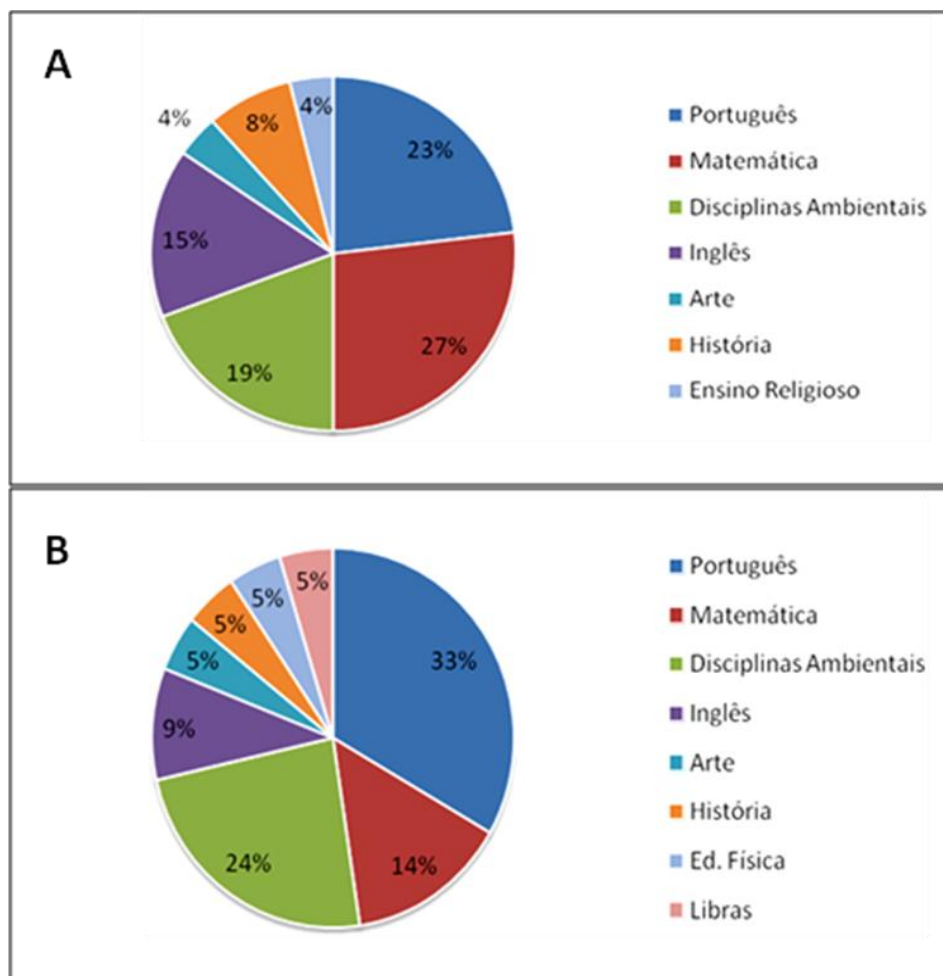 A
4%
8%
4%
23%
15%
19%
27%
Português
Matemática
Disciplinas Ambientais
Inglês
Arte
História
Ensino Religioso
B
5%
5%
5%
5%
33%
9%
24%
14%
Português
Matemática
Disciplinas Ambientais
Inglês
Arte
História
Ed. Física
Libras